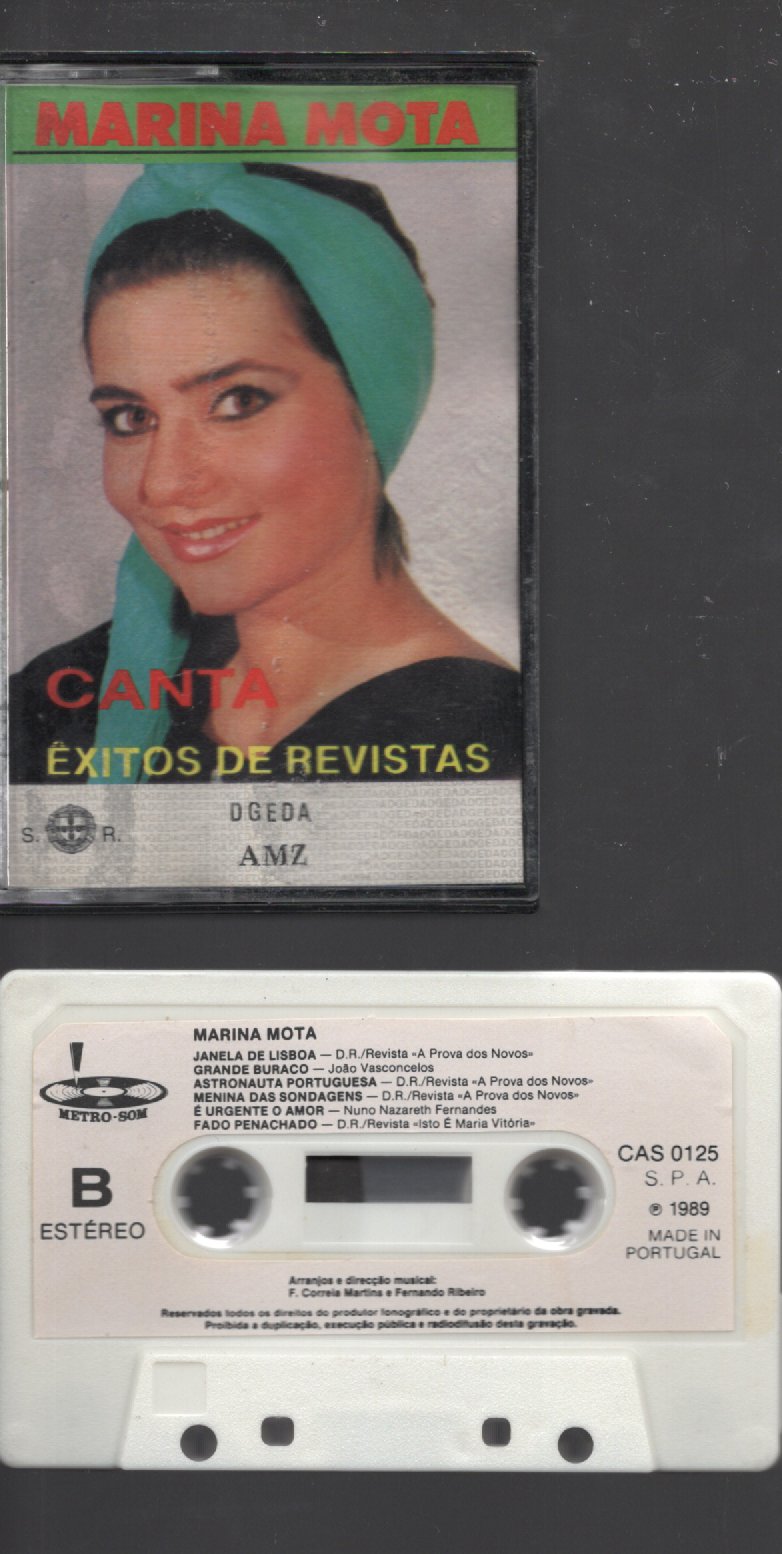 MARINA MOTA
CANTA
ÊXITOS DE REVISTAS
DGEDA
S. R.
AMZ
MARINA MOTA
JANELA DE LISBOA — D.R./Revista «A Prova dos Novos»
GRANDE BURACO — João Vasconcelos
ASTRONAUTA PORTUGUESA — D.R./Revista «A Prova dos Novos»
MENINA DAS SONDAGENS — D.R./Revista «A Prova dos Novos»
É URGENTE O AMOR — Nuno Nazareth Fernandes
FADO PENACHADO — D.R./Revista «Isto É Maria Vitória»
METRO-SOM
B
ESTÉREO
CAS 0125
S. P. A.
℗ 1989
MADE IN
PORTUGAL
Arranjos e direcção musical:
F. Correia Martins e Fernando Ribeiro
Reservados todos os direitos do produtor fonográfico e do proprietário da obra gravada.
Proibida a duplicação, execução pública e radiodifusão desta gravação.